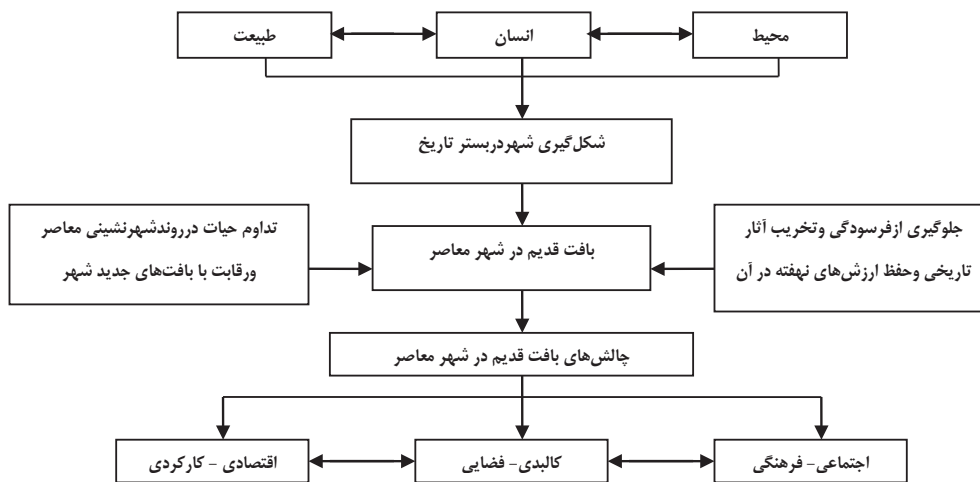 محیط
انسان
طبیعت
شکل‌گیری شهردربستر تاریخ
جلوگیری ازفرسودگی وتخریب آثار
تاریخی وحفظ ارزش‌های نهفته در آن
بافت قدیم در شهر معاصر
تداوم حیات درروندشهرنشینی معاصر
ورقابت با بافت‌های جدید شهر
چالش‌های بافت قدیم در شهر معاصر
اجتماعی- فرهنگی
کالبدی- فضایی
اقتصادی - کارکردی